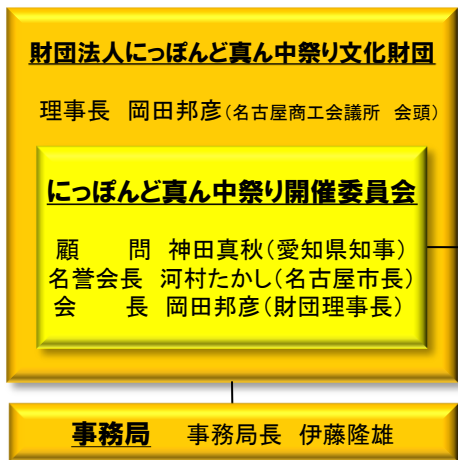 財団法人にっぽんど真ん中祭り文化財団
理事長 岡田邦彦(名古屋商工会議所 会頭)
にっぽんど真ん中祭り開催委員会
顧 問 神田真秋(愛知県知事)
名誉会長 河村たかし(名古屋市長)
会 長 岡田邦彦(財団理事長)
事務局 事務局長 伊藤隆雄